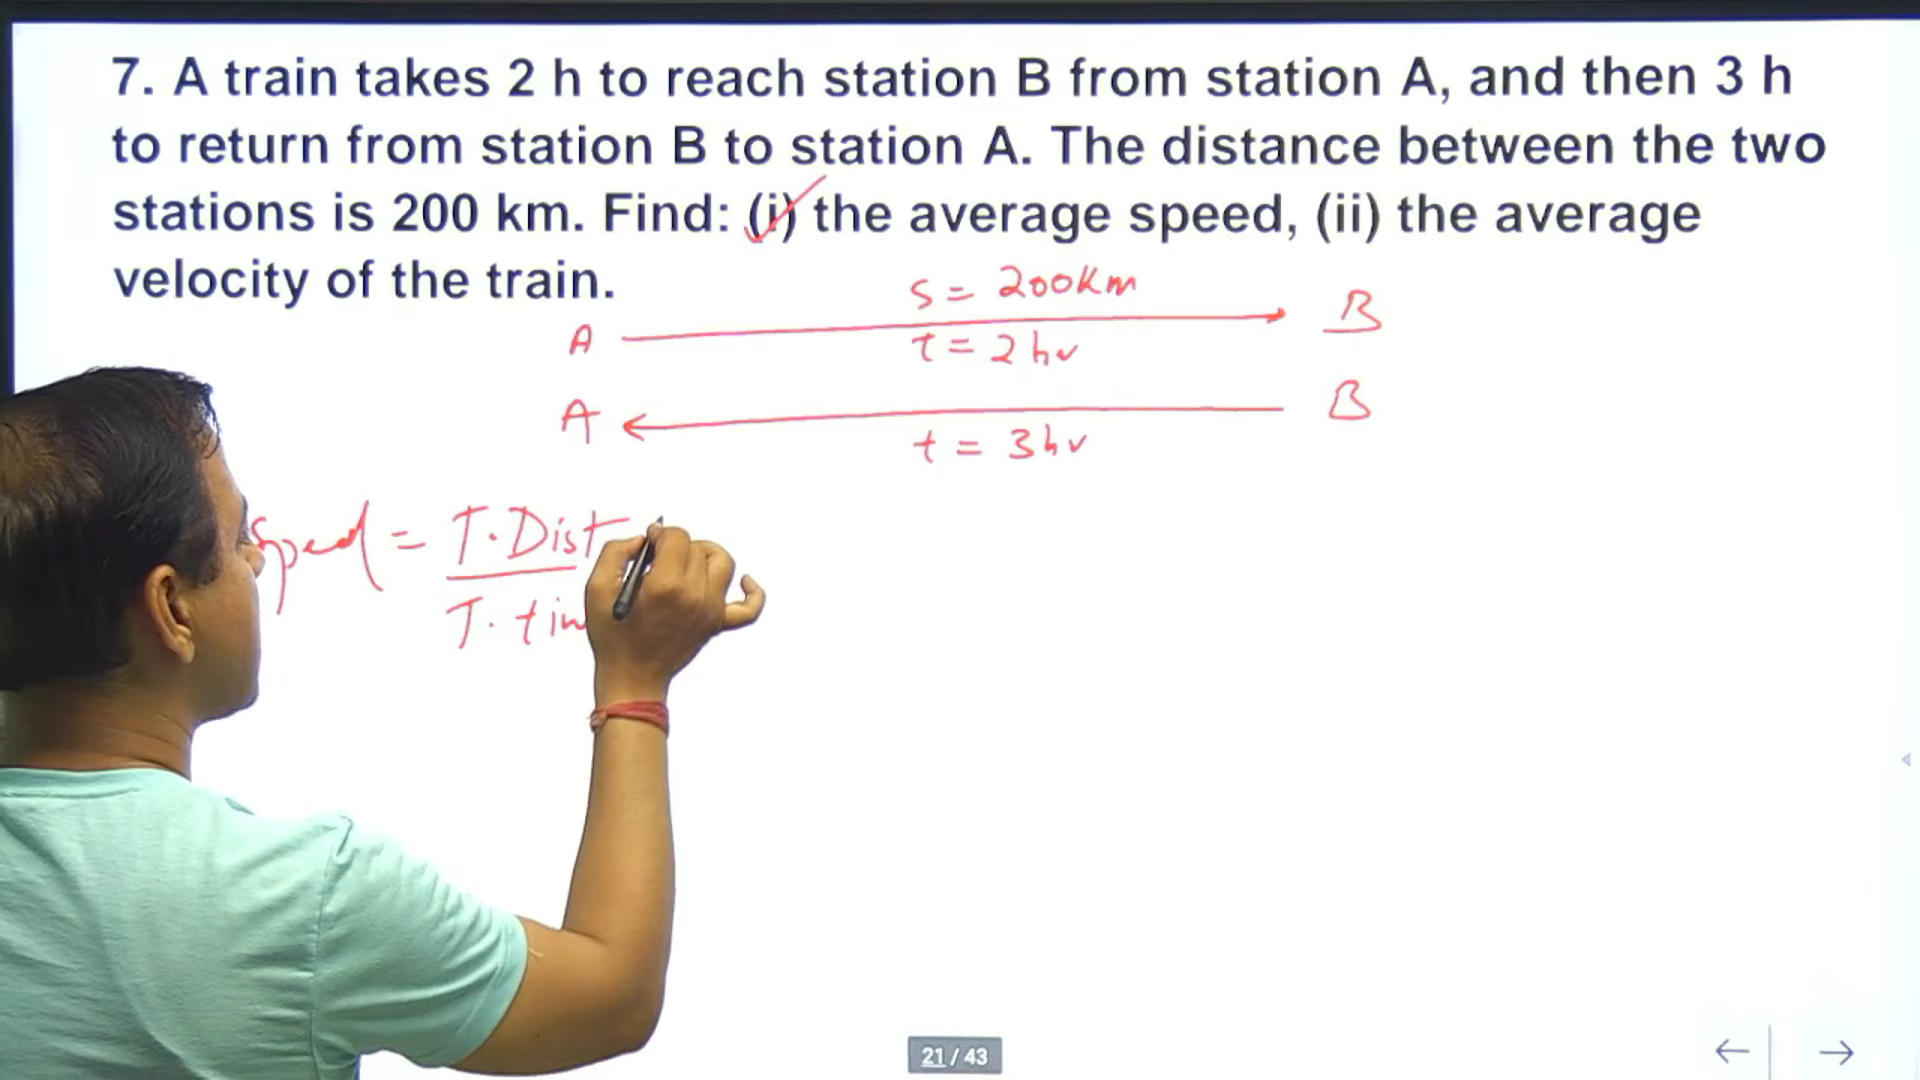 7. A train takes 2 h to reach station B from station A, and then 3 h
to return from station B to station A. The distance between the two
stations is 200 km. Find: (i) the average speed, (ii) the average
velocity of the train.
S = 200Km
A B
t = 2 hr
A B
t = 3hr
Speed = T. Dist
T. tim
21 / 43